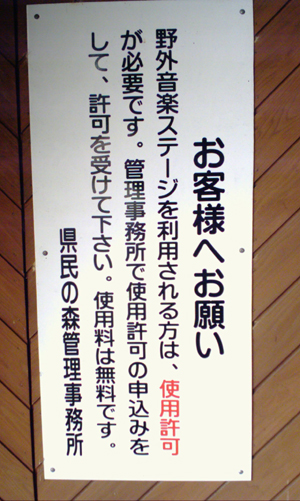 お客様へお願い
野外音楽ステージを利用される方は、使用許可
が必要です。管理事務所で使用許可の申込みを
して、許可を受けて下さい。使用料は無料です。
県民の森管理事務所